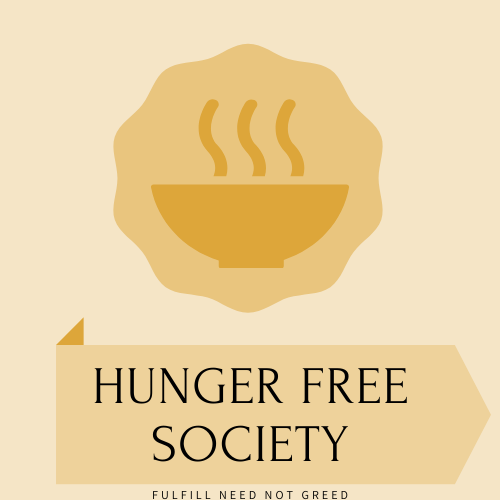 HUNGER FREE
SOCIETY
FULFILL NEED NOT GREED